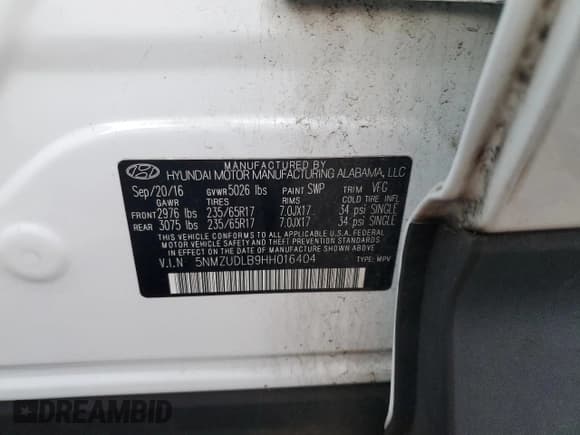 MANUFACTURED BY
HYUNDAI MOTOR MANUFACTURING ALABAMA, LLC
Sep/20/16 GVWR 5026 lbs PAINT SWP TRIM VFG
GAWR TIRES RIMS COLD TIRE INFL.
FRONT 2976 lbs 235/65R17 7.0JX17 34 psi SINGLE
REAR 3075 lbs 235/65R17 7.0JX17 34 psi SINGLE
THIS VEHICLE CONFORMS TO ALL APPLICABLE U.S.A. FEDERAL
MOTOR VEHICLE SAFETY AND THEFT PREVENTION STANDARDS IN
EFFECT ON THE DATE OF MANUFACTURE SHOWN ABOVE.
V.I.N 5NMZUDLB9HH016404 TYPE: MPV
DREAMBID